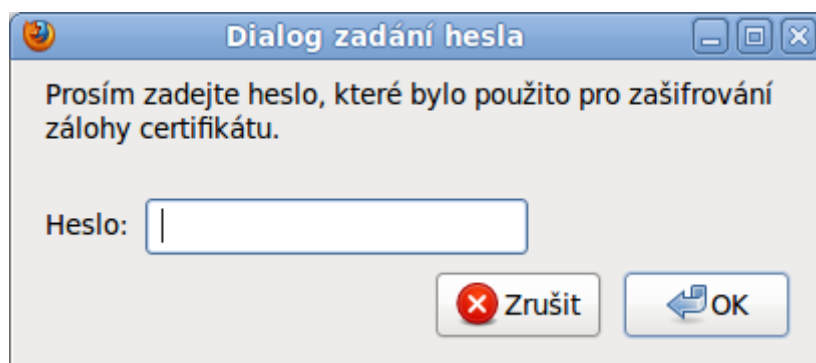 Dialog zadání hesla
Prosím zadejte heslo, které bylo použito pro zašifrování
zálohy certifikátu.
Heslo:
Zrušit
OK